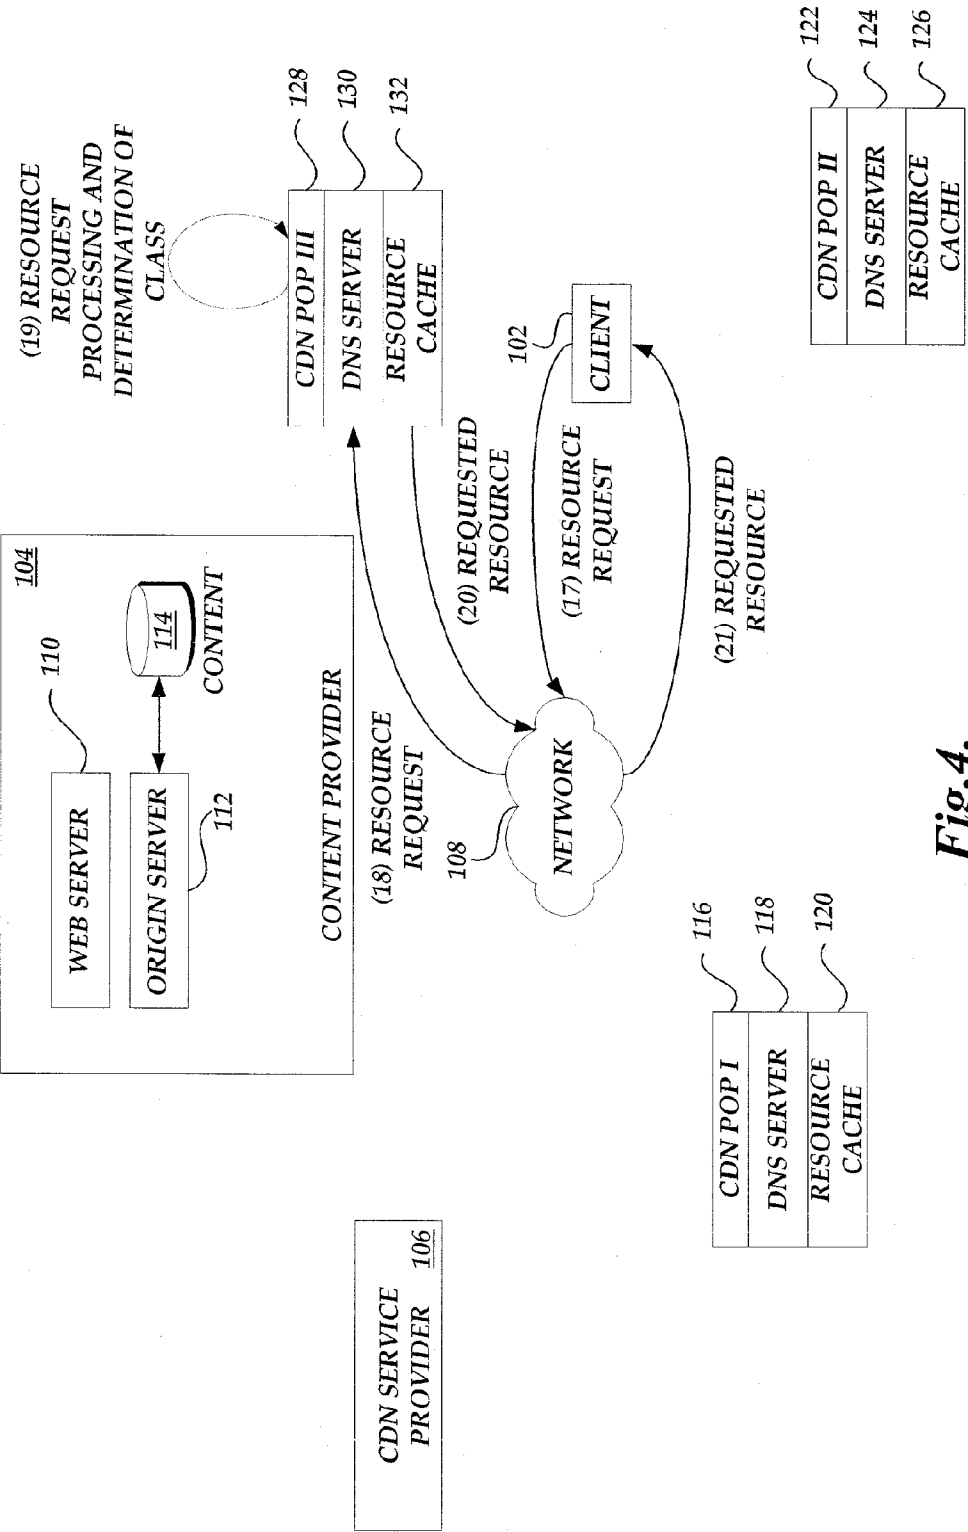 CDN SERVICE
PROVIDER
106
104
WEB SERVER
110
ORIGIN SERVER
112
114
CONTENT
CONTENT PROVIDER
(19) RESOURCE
REQUEST
PROCESSING AND
DETERMINATION OF
CLASS
CDN POP III
DNS SERVER
RESOURCE
CACHE
128
130
132
(18) RESOURCE
REQUEST
(20) REQUESTED
RESOURCE
108
NETWORK
(17) RESOURCE
REQUEST
102
CLIENT
(21) REQUESTED
RESOURCE
CDN POP I
DNS SERVER
RESOURCE
CACHE
116
118
120
CDN POP II
DNS SERVER
RESOURCE
CACHE
122
124
126
Fig.4.